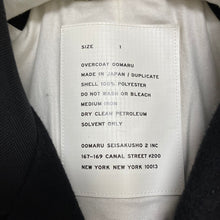 SIZE 1
OVERCOAT OOMARU
MADE IN JAPAN / DUPLICATE
SHELL 100% POLYESTER
DO NOT WASH OR BLEACH
MEDIUM IRON
DRY CLEAN PETROLEUM
SOLVENT ONLY
OOMARU SEISAKUSHO 2 INC
167-169 CANAL STREET #200
NEW YORK NEW YORK 10013